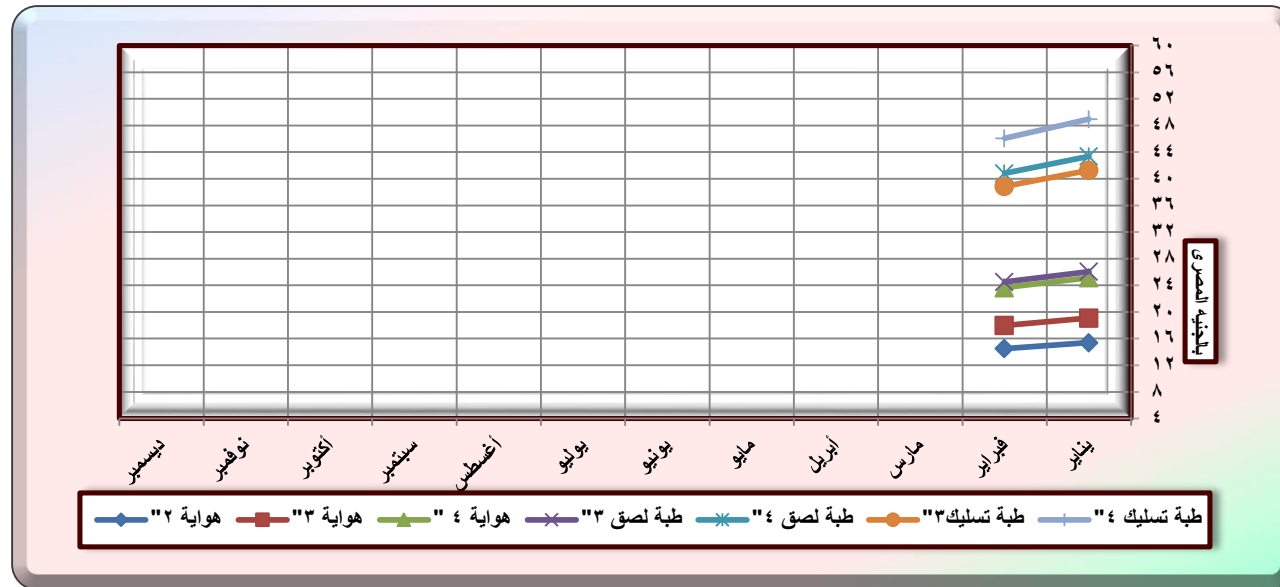 ٦٠
٥٦
٥٢
٤٨
٤٤
٤٠
٣٦
٣٢
٢٨
٢٤
٢٠
١٦
١٢
٨
٤
بالجنيه المصرى
يناير
فبراير
مارس
أبريل
مايو
يونيو
يوليو
أغسطس
سبتمبر
أكتوبر
نوفمبر
ديسمبر
هواية ٢"
هواية ٣"
هواية ٤ "
طبة لصق ٣"
طبة لصق ٤"
طبة تسليك٣"
طبة تسليك ٤"